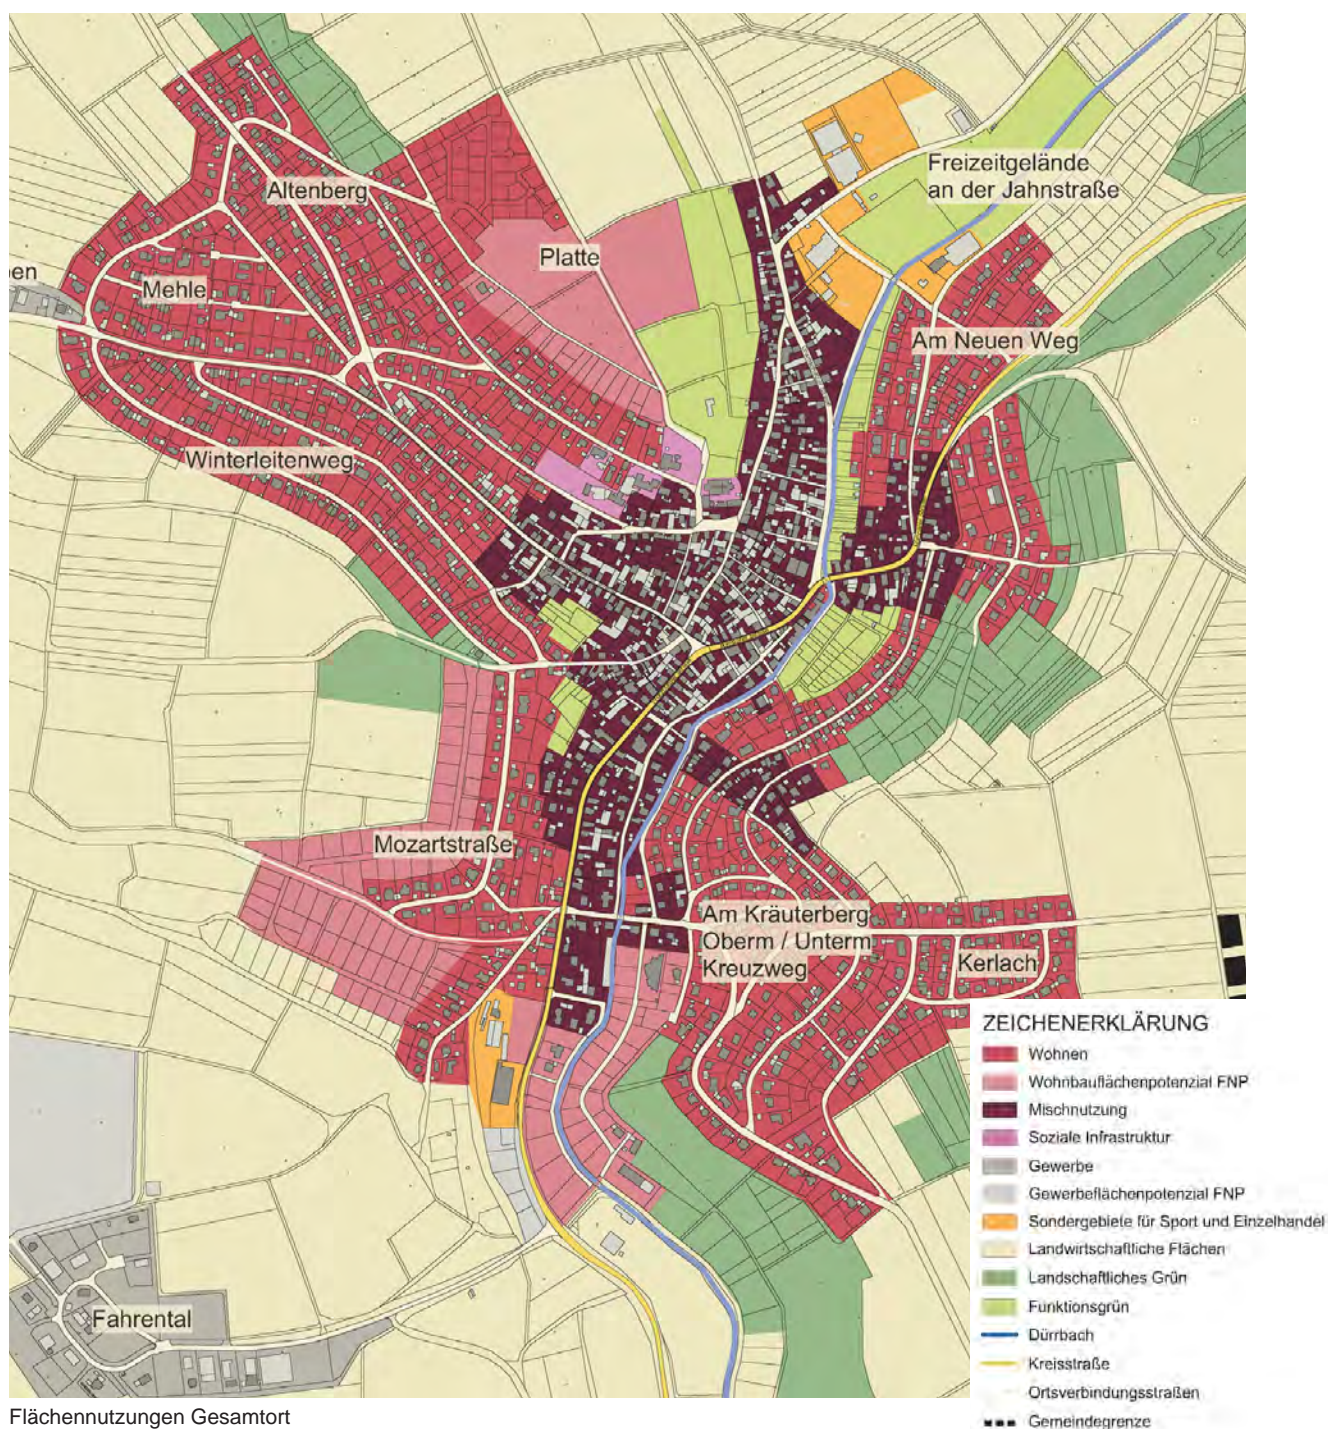 Altenberg
Freizeitgelände
an der Jahnstraße
Platte
en
Mehle
Am Neuen Weg
Winterleitenweg
Mozartstraße
Am Kräuterberg
Oberm / Unterm
Kreuzweg
Kerlach
Fahrental
ZEICHENERKLÄRUNG
Wohnen
Wohnbauflächenpotenzial FNP
Mischnutzung
Soziale Infrastruktur
Gewerbe
Gewerbeflächenpotenzial FNP
Sondergebiete für Sport und Einzelhandel
Landwirtschaftliche Flächen
Landschaftliches Grün
Funktionsgrün
Dürrbach
Kreisstraße
Ortsverbindungsstraßen
Gemeindegrenze
Flächennutzungen Gesamtort